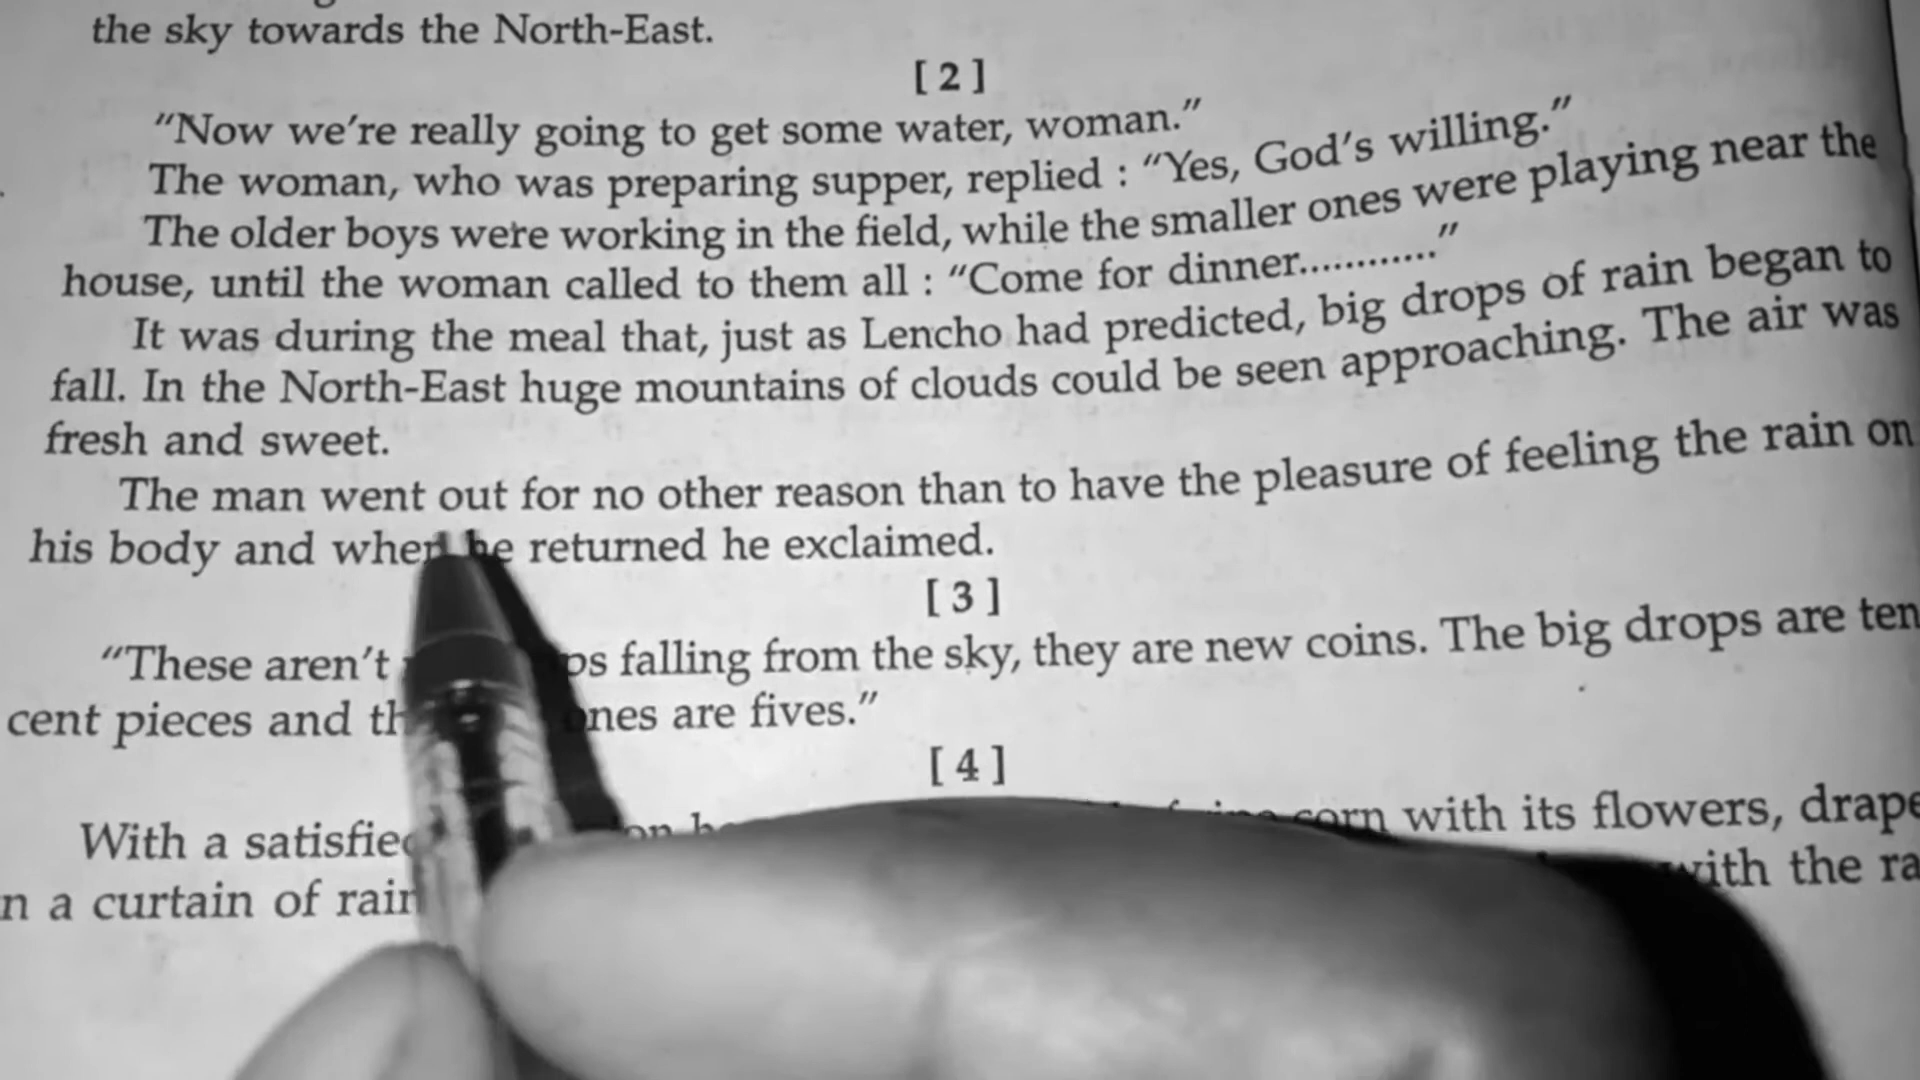 the sky towards the North-East.
[ 2 ]
"Now we're really going to get some water, woman."
The woman, who was preparing supper, replied : "Yes, God's willing."
The older boys were working in the field, while the smaller ones were playing near the
house, until the woman called to them all : "Come for dinner............"
It was during the meal that, just as Lencho had predicted, big drops of rain began to
fall. In the North-East huge mountains of clouds could be seen approaching. The air was
fresh and sweet.
The man went out for no other reason than to have the pleasure of feeling the rain on
his body and when he returned he exclaimed.
[ 3 ]
"These aren't falling from the sky, they are new coins. The big drops are ten
cent pieces and ones are fives."
[ 4 ]
With a corn with its flowers,
a curtain of with the